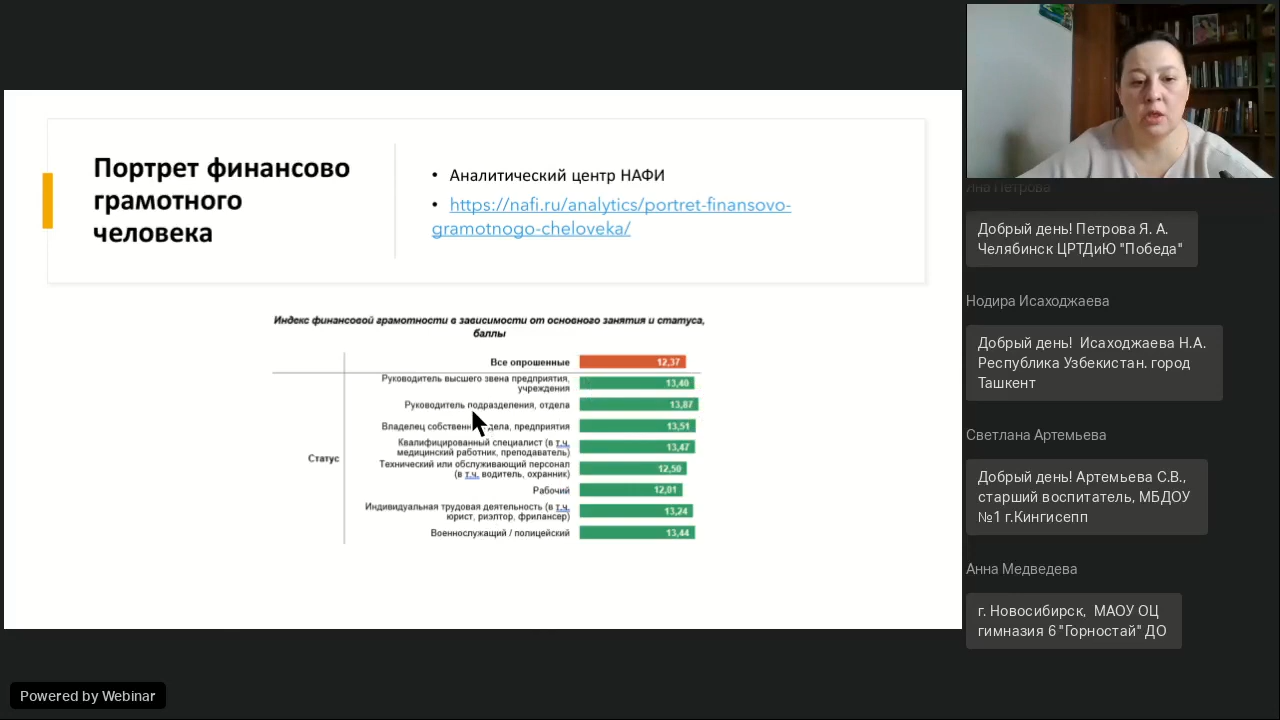 Портрет финансово
грамотного
человека
• Аналитический центр НАФИ
• https://nafi.ru/analytics/portret-finansovo-
gramotnogo-cheloveka/
Индекс финансовой грамотности в зависимости от основного занятия и статуса,
баллы
Все опрошенные 12,37
Руководитель высшего звена предприятия,
учреждения 13,40
Руководитель подразделения, отдела 13,87
Владелец собственн дела, предприятия 13,51
Квалифицированный специалист (в т.ч.
медицинский работник, преподаватель) 13,47
Статус
Технический или обслуживающий персонал
(в т.ч. водитель, охранник) 12,50
Рабочий 12,01
Индивидуальная трудовая деятельность (в т.ч.
юрист, риэлтор, фрилансер) 13,24
Военнослужащий / полицейский 13,44
Яна Петрова
Добрый день! Петрова Я. А.
Челябинск ЦРТДиЮ "Победа"
Нодира Исаходжаева
Добрый день! Исаходжаева Н.А.
Республика Узбекистан. город
Ташкент
Светлана Артемьева
Добрый день! Артемьева С.В.,
старший воспитатель, МБДОУ
№1 г.Кингисепп
Анна Медведева
г. Новосибирск, МАОУ ОЦ
гимназия 6 "Горностай" ДО
Powered by Webinar